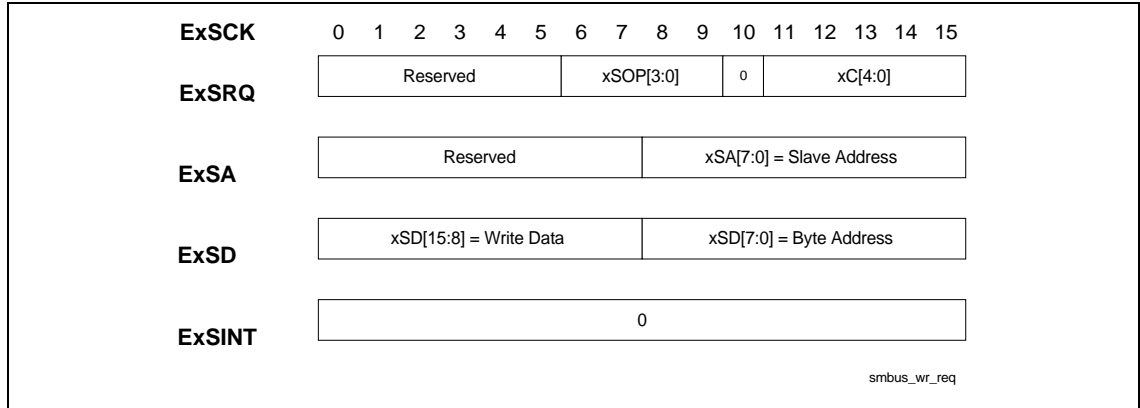 ExSCK 0 1 2 3 4 5 6 7 8 9 10 11 12 13 14 15
ExSRQ Reserved xSOP[3:0] 0 xC[4:0]
ExSA Reserved xSA[7:0] = Slave Address
ExSD xSD[15:8] = Write Data xSD[7:0] = Byte Address
ExSINT 0
smbus_wr_req